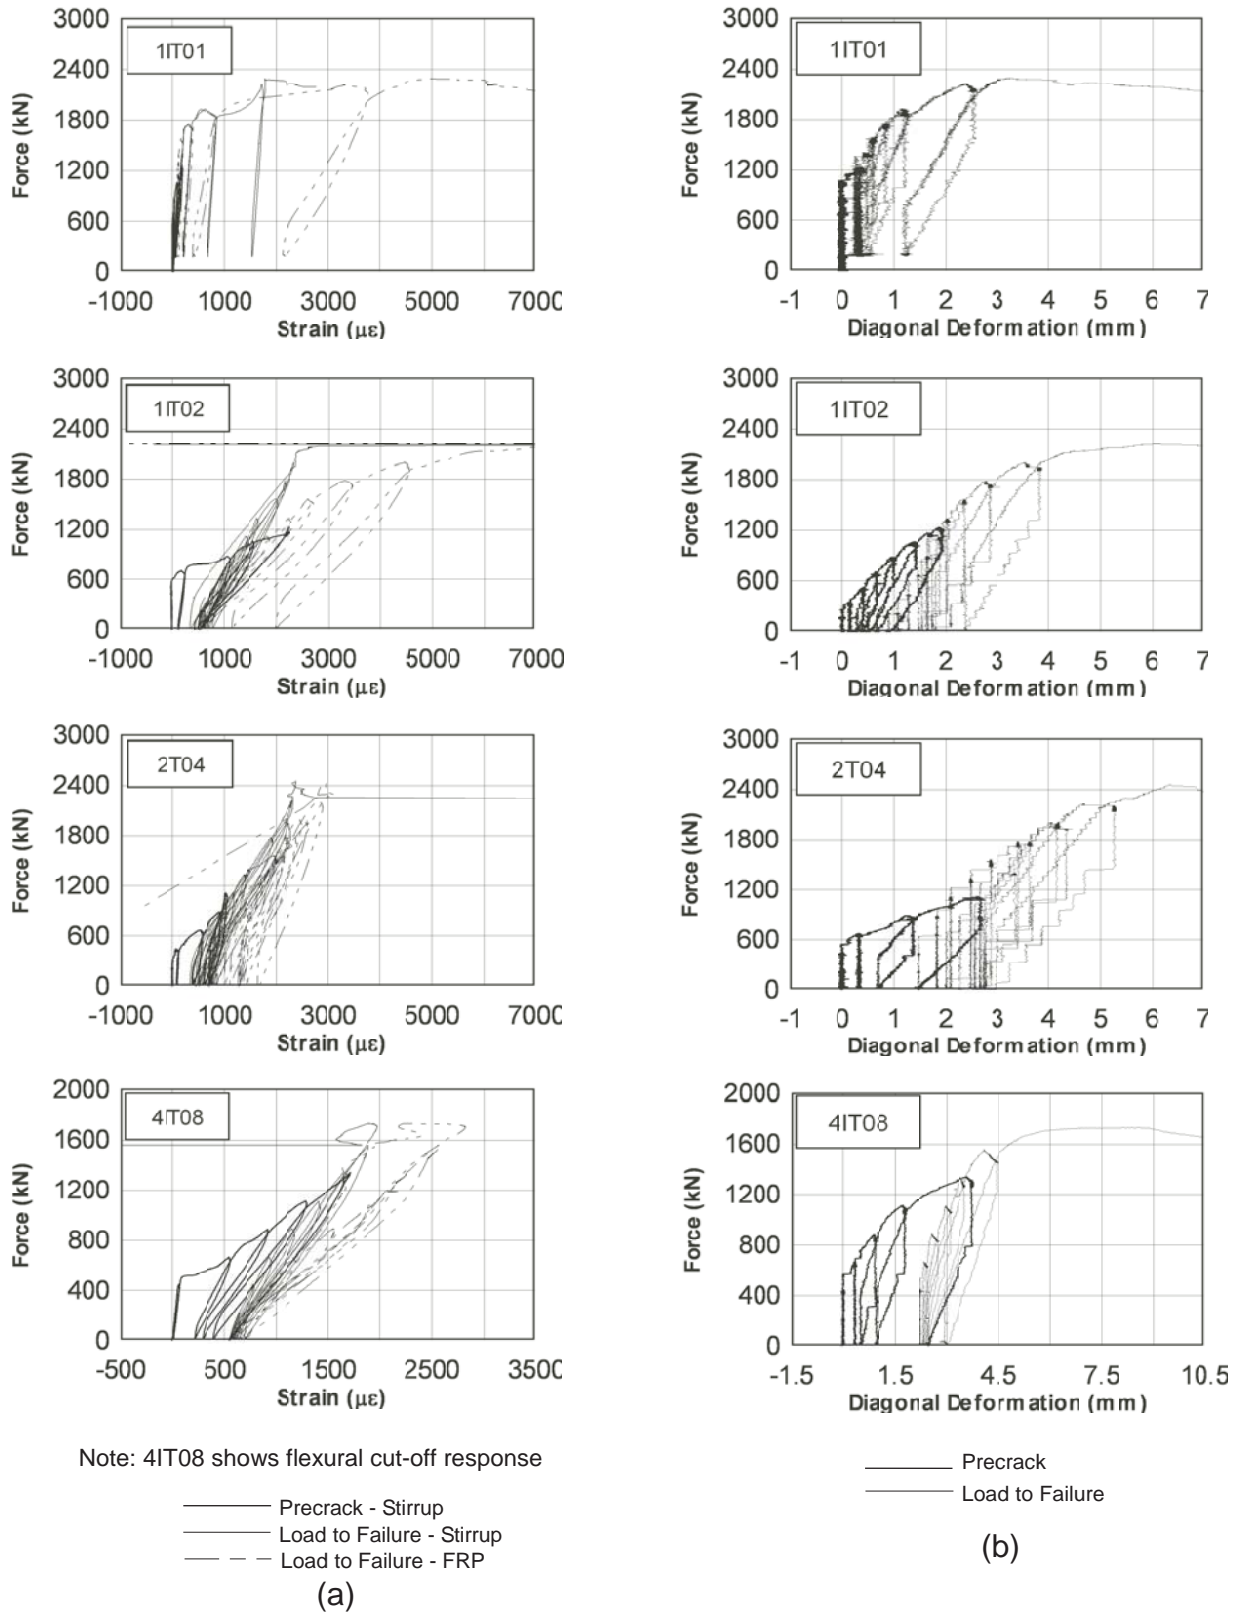 3000
2400
1800
1200
600
0
Force (kN)
1IT01
-1000 1000 3000 5000 7000
Strain (µε)
3000
2400
1800
1200
600
0
Force (kN)
1IT01
-1 0 1 2 3 4 5 6 7
Diagonal Deformation (mm)
3000
2400
1800
1200
600
0
Force (kN)
1IT02
-1000 1000 3000 5000 7000
Strain (µε)
3000
2400
1800
1200
600
0
Force (kN)
1IT02
-1 0 1 2 3 4 5 6 7
Diagonal Deformation (mm)
3000
2400
1800
1200
600
0
Force (kN)
2T04
-1000 1000 3000 5000 7000
Strain (µε)
3000
2400
1800
1200
600
0
Force (kN)
2T04
-1 0 1 2 3 4 5 6 7
Diagonal Deformation (mm)
2000
1600
1200
800
400
0
Force (kN)
4IT08
-500 500 1500 2500 3500
Strain (µε)
2000
1600
1200
800
400
0
Force (kN)
4IT08
-1.5 1.5 4.5 7.5 10.5
Diagonal Deformation (mm)
Note: 4IT08 shows flexural cut-off response
Precrack - Stirrup
Load to Failure - Stirrup
Load to Failure - FRP
(a)
Precrack
Load to Failure
(b)